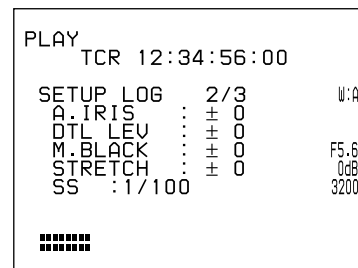 PLAY
TCR 12:34:56:00
SETUP LOG 2/3 W:A
A.IRIS : ± 0
DTL LEV : ± 0
M.BLACK : ± 0 F5.6
STRETCH : ± 0 0dB
SS :1/100 3200